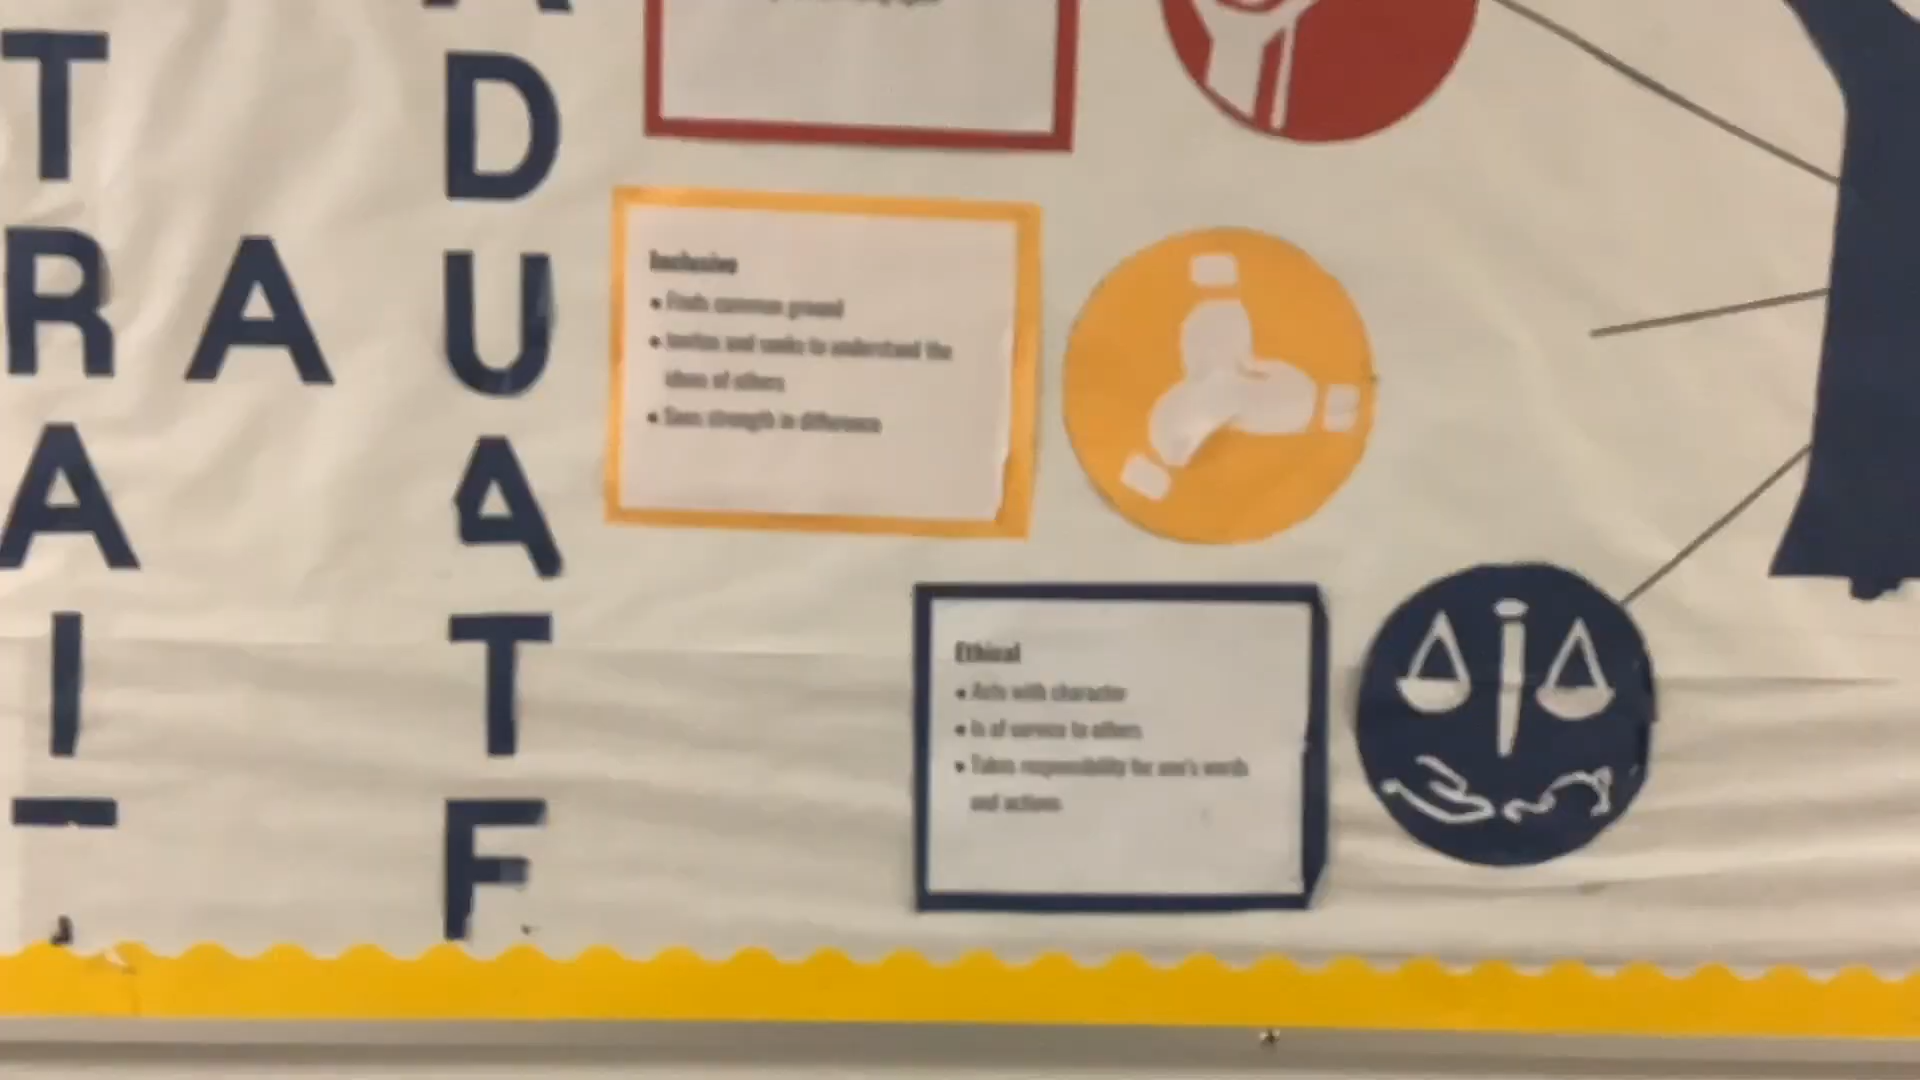 T
R
A
I
A
D
U
A
T
Inclusive
• Finds common ground
• Invites and seeks to understand the
ideas of others
• Sees strength in difference
Ethical
• Acts with character
• Is of service to others
• Takes responsibility for one's words
and actions